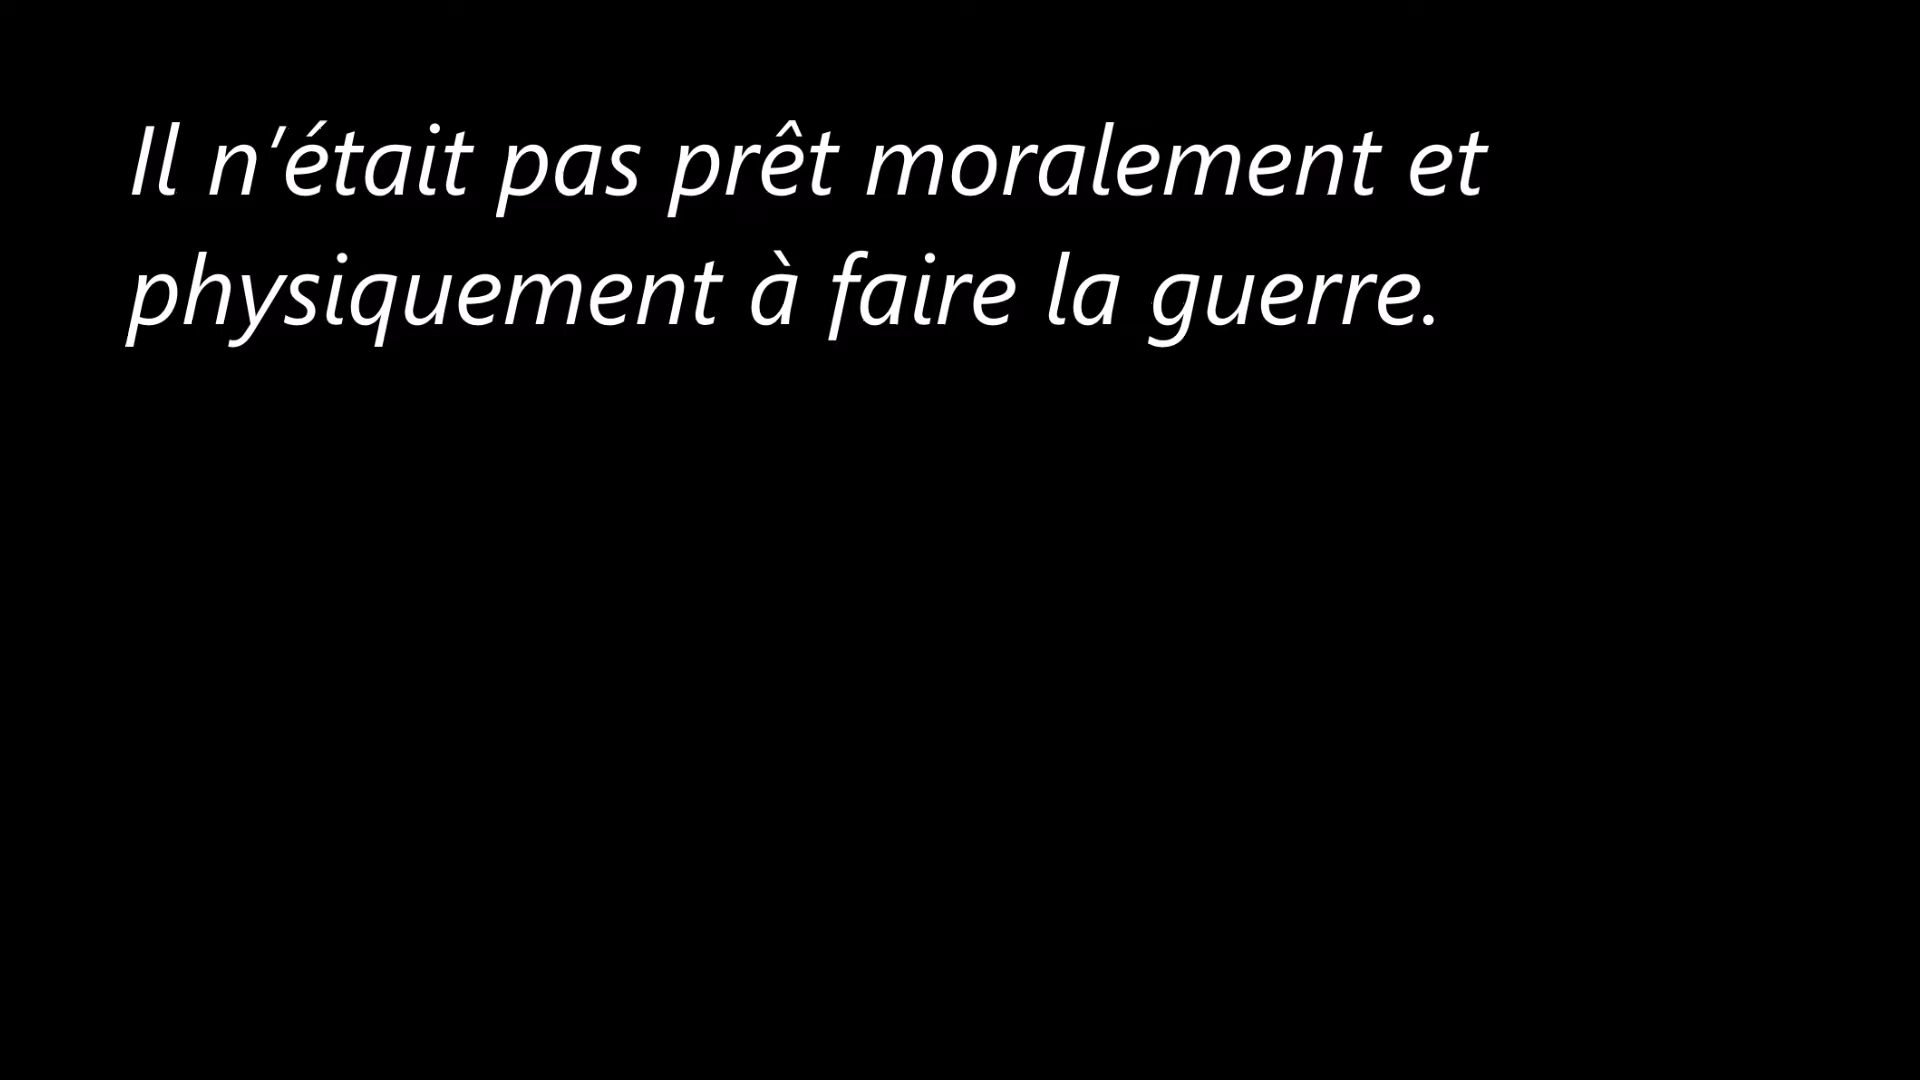 Il n’était pas prêt moralement et
physiquement à faire la guerre.